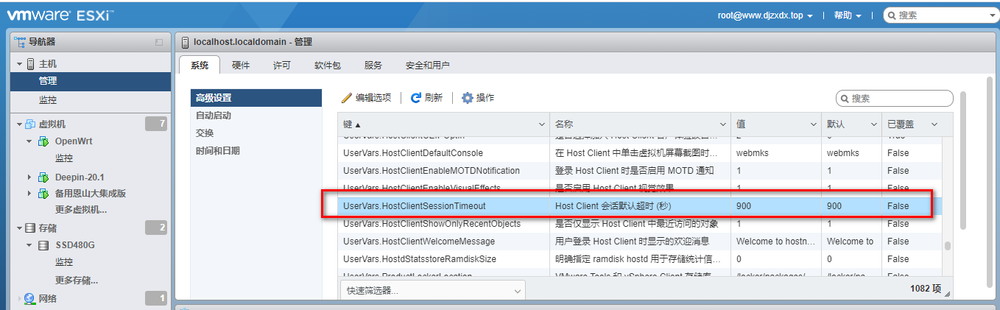 vmware ESXi™ root@www.djzxdx.top 帮助 搜索
导航器
主机
管理
监控
虚拟机 7
OpenWrt
监控
Deepin-20.1
备用恩山大集成版
更多虚拟机...
存储 2
SSD480G
监控
更多存储...
网络 1
localhost.localdomain - 管理
系统 硬件 许可 软件包 服务 安全和用户
高级设置
自动启动
交换
时间和日期
编辑选项 刷新 操作 搜索
键 名称 值 默认 已覆盖
UserVars.HostClientDefaultConsole 在 Host Client 中单击虚拟机屏幕截图时... webmks webmks False
UserVars.HostClientEnableMOTDNotification 登录 Host Client 时是否启用 MOTD 通知 1 1 False
UserVars.HostClientEnableVisualEffects 是否启用 Host Client 视觉效果 1 1 False
UserVars.HostClientSessionTimeout Host Client 会话默认超时 (秒) 900 900 False
UserVars.HostClientShowOnlyRecentObjects 是否仅显示 Host Client 中最近访问的对象 1 1 False
UserVars.HostClientWelcomeMessage 用户登录 Host Client 时显示的欢迎消息 Welcome to hostn... Welcome to False
UserVars.HostdStatsstoreRamdiskSize 明确指定 ramdisk hostd 用于存储统计信... 0 0 False
UserVars.ProductLockerLocation VMware Tools 和 vSphere Client 存储库 /locker/packages/ False
快速筛选器... 1082 项